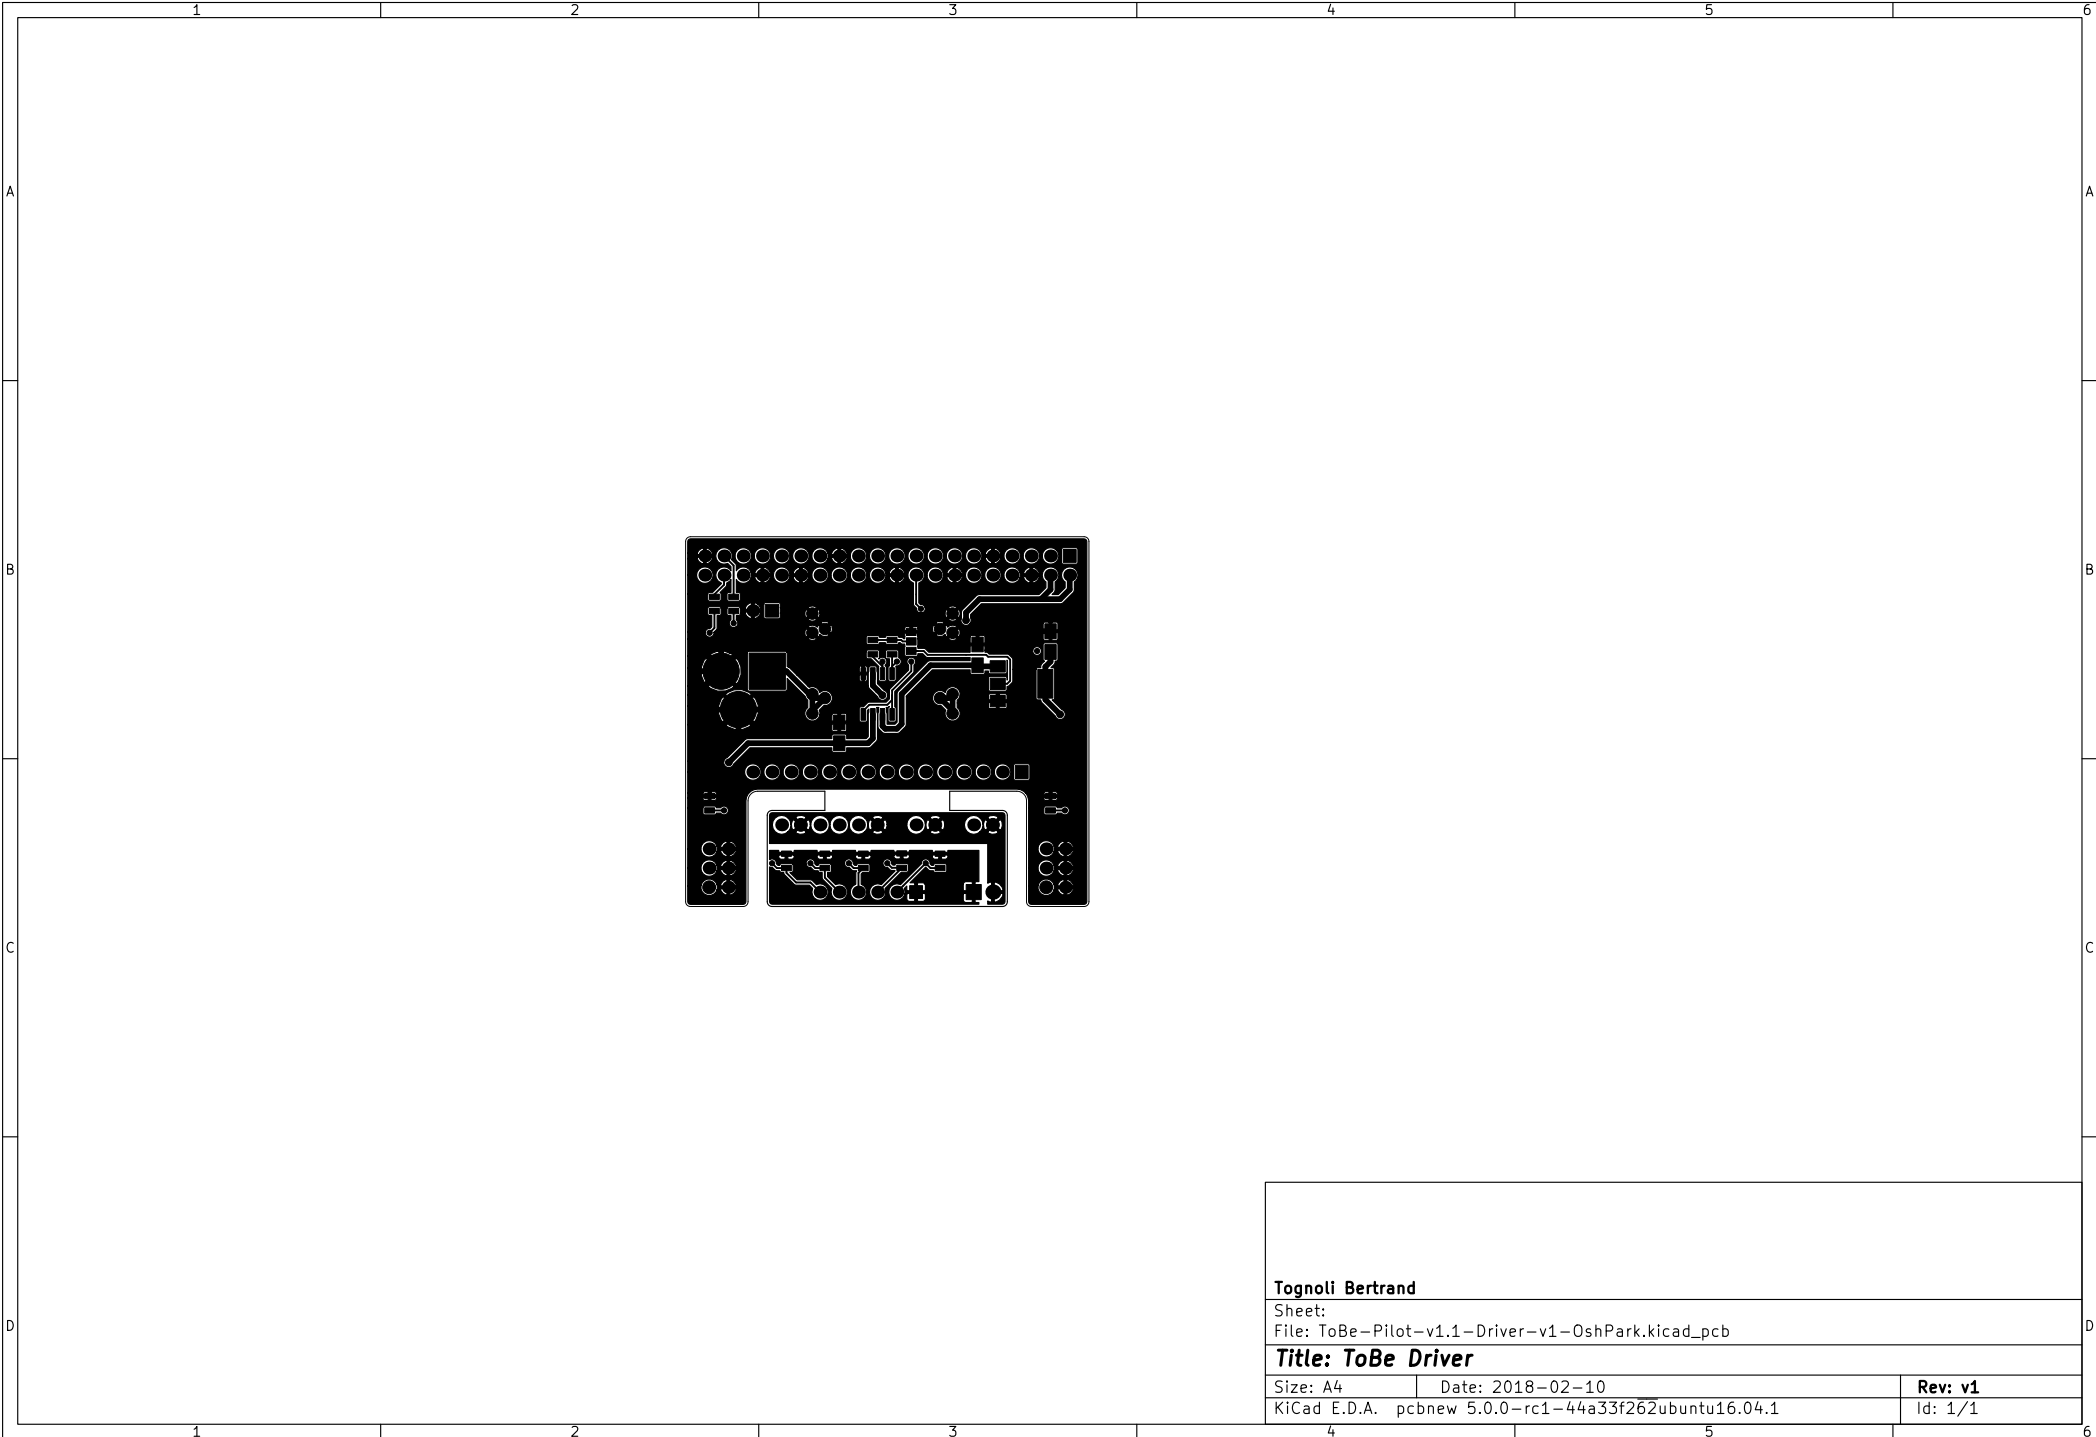 1 2 3 4 5 6
A A
B B
C C
Tognoli Bertrand
Sheet:
D D
File: ToBe-Pilot-v1.1-Driver-v1-OshPark.kicad_pcb
Title: ToBe Driver
Size: A4 Date: 2018-02-10 Rev: v1
KiCad E.D.A. pcbnew 5.0.0-rc1-44a33f262ubuntu16.04.1 Id: 1/1
1 2 3 4 5 6